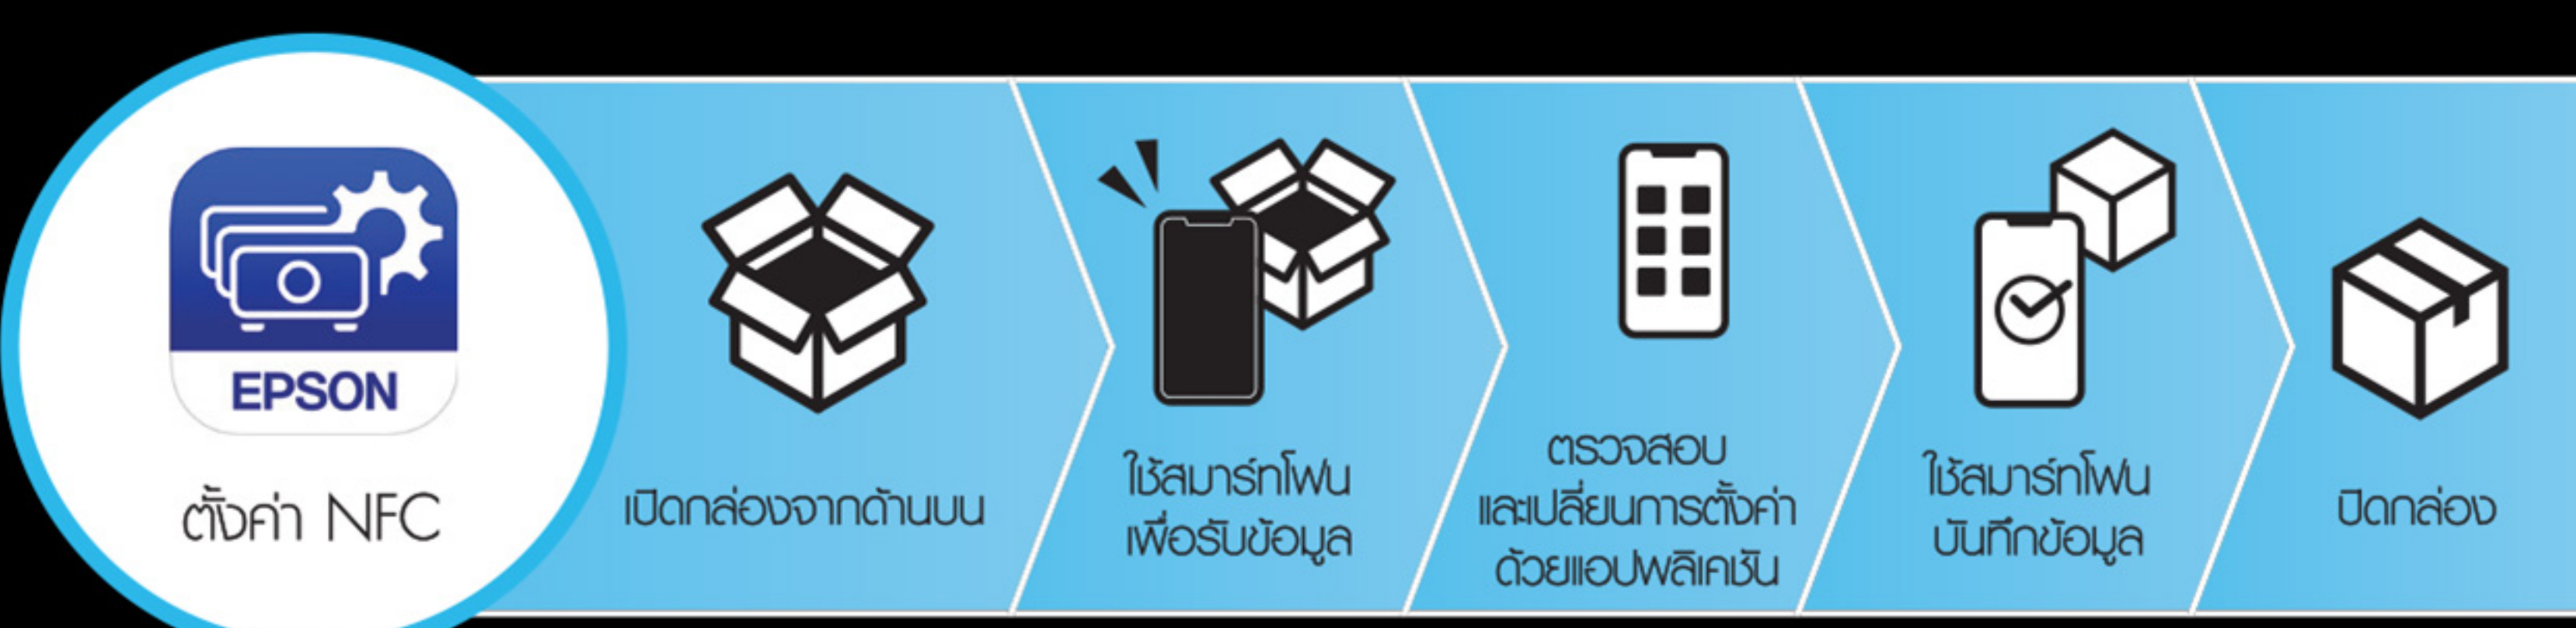 EPSON
ตั้งค่า NFC
เปิดกล่องจากด้านบน
ใช้สมาร์ทโฟน
เพื่อรับข้อมูล
ตรวจสอบ
และเปลี่ยนการตั้งค่า
ด้วยแอปพลิเคชัน
ใช้สมาร์ทโฟน
บันทึกข้อมูล
ปิดกล่อง